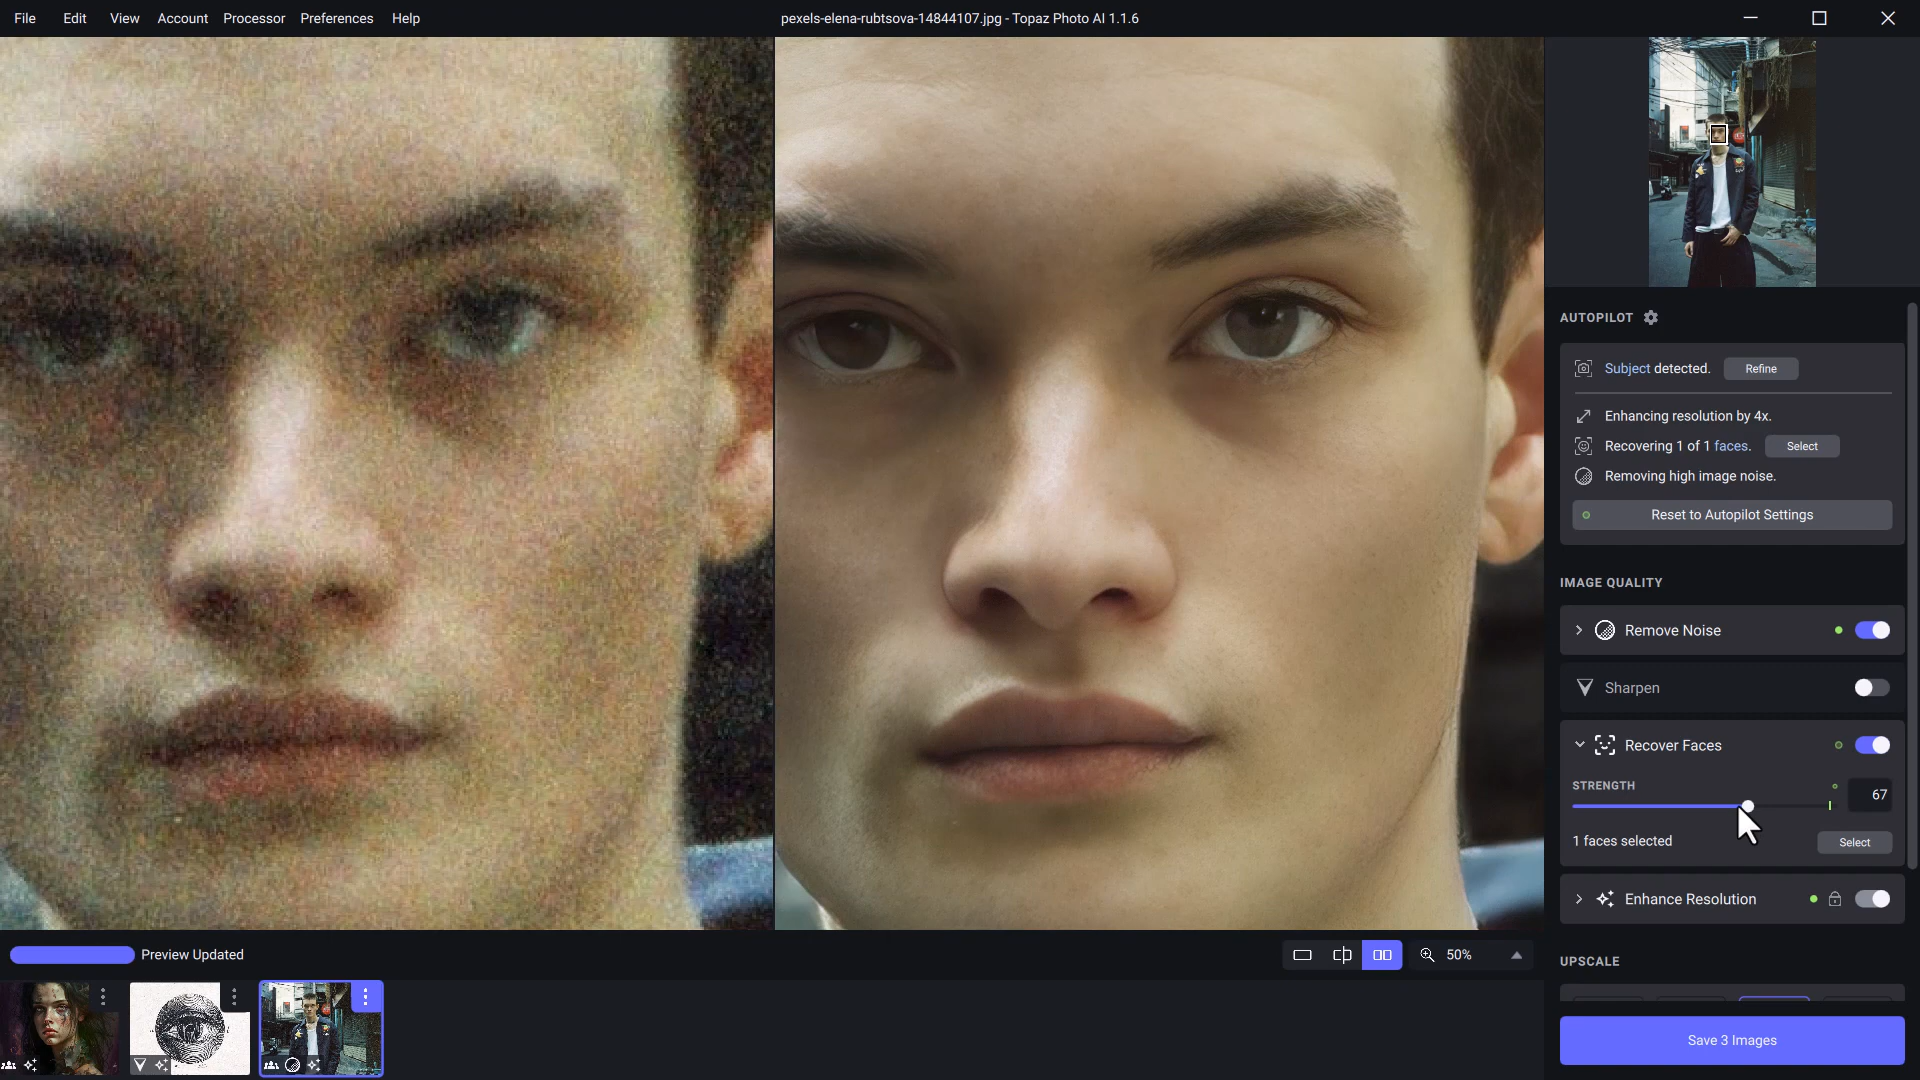 File Edit View Account Processor Preferences Help
pexels-elena-rubtsova-14844107.jpg - Topaz Photo AI 1.1.6
AUTOPILOT
Subject detected. Refine
Enhancing resolution by 4x.
Recovering 1 of 1 faces. Select
Removing high image noise.
Reset to Autopilot Settings
IMAGE QUALITY
Remove Noise
Sharpen
Recover Faces
STRENGTH
67
1 faces selected Select
Enhance Resolution
Preview Updated
50%
UPSCALE
Save 3 Images